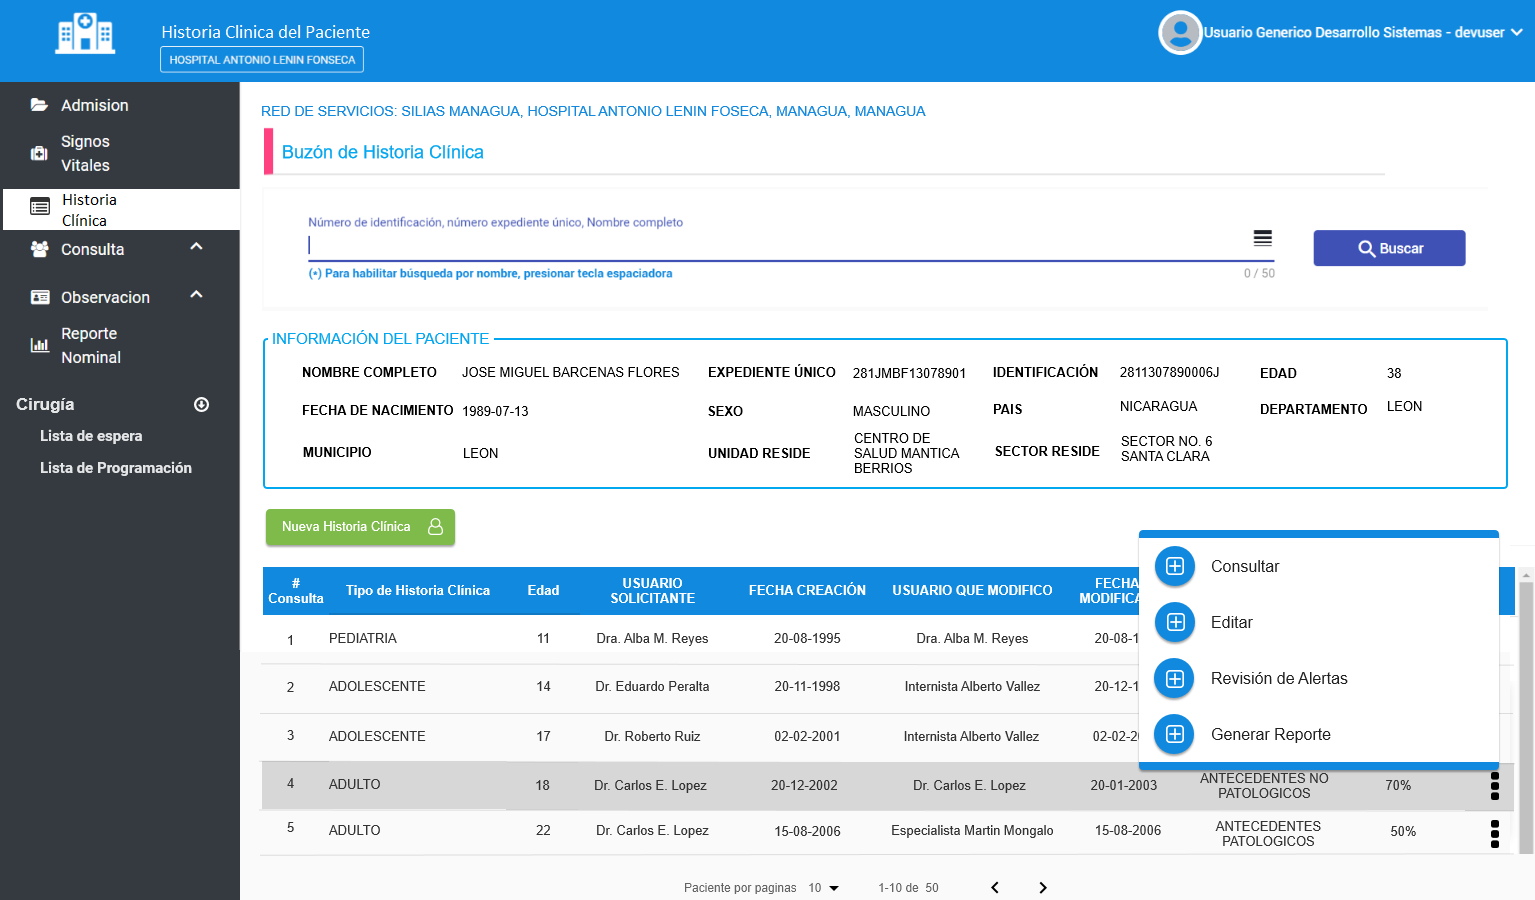 Historia Clinica del Paciente
HOSPITAL ANTONIO LENIN FONSECA
Usuario Generico Desarrollo Sistemas - devuser
Admision
Signos
Vitales
Historia
Clínica
Consulta
Observacion
Reporte
Nominal
Cirugía
Lista de espera
Lista de Programación
RED DE SERVICIOS: SILIAS MANAGUA, HOSPITAL ANTONIO LENIN FOSECA, MANAGUA, MANAGUA
Buzón de Historia Clínica
Número de identificación, número expediente único, Nombre completo
Buscar
(*) Para habilitar búsqueda por nombre, presionar tecla espaciadora
0 / 50
INFORMACIÓN DEL PACIENTE
NOMBRE COMPLETO JOSE MIGUEL BARCENAS FLORES EXPEDIENTE ÚNICO 281JMBF13078901 IDENTIFICACIÓN 2811307890006J EDAD 38
FECHA DE NACIMIENTO 1989-07-13 SEXO MASCULINO PAIS NICARAGUA DEPARTAMENTO LEON
MUNICIPIO LEON UNIDAD RESIDE CENTRO DE SALUD MANTICA BERRIOS SECTOR RESIDE SECTOR NO. 6 SANTA CLARA
Nueva Historia Clínica
# Consulta Tipo de Historia Clínica Edad USUARIO SOLICITANTE FECHA CREACIÓN USUARIO QUE MODIFICO FECHA MODIFICA
1 PEDIATRIA 11 Dra. Alba M. Reyes 20-08-1995 Dra. Alba M. Reyes 20-08-1
2 ADOLESCENTE 14 Dr. Eduardo Peralta 20-11-1998 Internista Alberto Vallez 20-12-1
3 ADOLESCENTE 17 Dr. Roberto Ruiz 02-02-2001 Internista Alberto Vallez 02-02-2
4 ADULTO 18 Dr. Carlos E. Lopez 20-12-2002 Dr. Carlos E. Lopez 20-01-2003 ANTECEDENTES NO PATOLOGICOS 70%
5 ADULTO 22 Dr. Carlos E. Lopez 15-08-2006 Especialista Martin Mongalo 15-08-2006 ANTECEDENTES PATOLOGICOS 50%
Consultar
Editar
Revisión de Alertas
Generar Reporte
Paciente por paginas 10 1-10 de 50